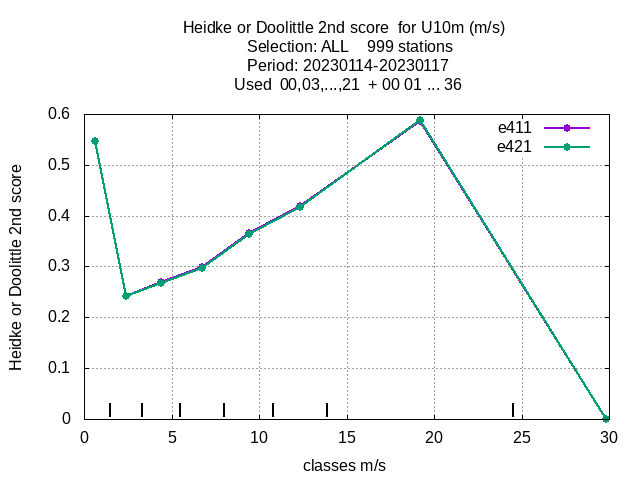 Heidke or Doolittle 2nd score  for U10m (m/s)
Selection: ALL    999 stations
Period: 20230114-20230117
Used  00,03,...,21  + 00 01 ... 36
e411
e421
Heidke or Doolittle 2nd score
0.6
0.5
0.4
0.3
0.2
0.1
0
0 5 10 15 20 25 30
classes m/s